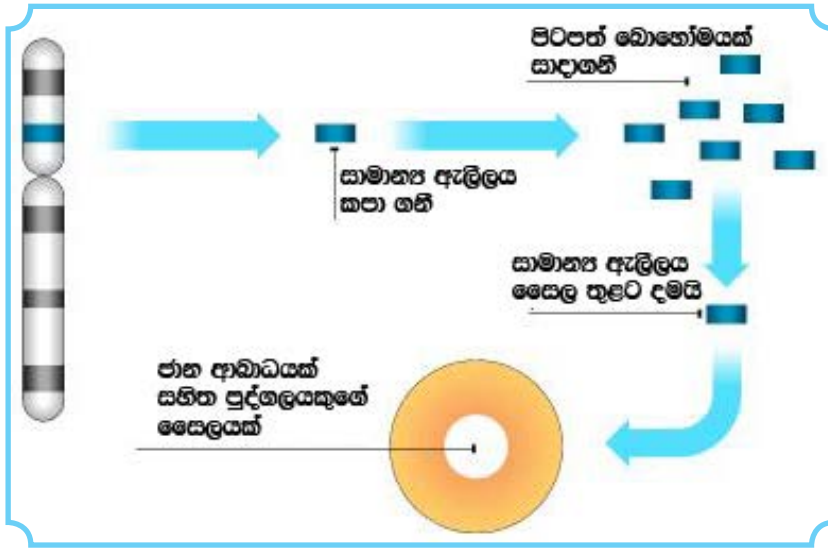 පිටපත් බොහෝමයක්
සාදාගනී
සාමාන්‍ය ඇලීලය
කපා ගනී
සාමාන්‍ය ඇලීලය
සෛල තුළට දමයි
ජාන ආබාධයක්
සහිත පුද්ගලයකුගේ
සෛලයක්